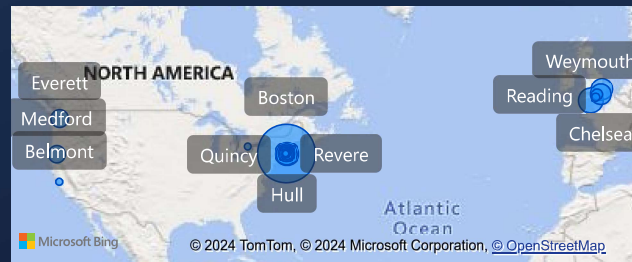 Weymouth
NORTH AMERICA
Everett
Boston
Reading
Medford
Chelsea
Belmont
Quincy
Revere
Hull
Atlantic
Ocean
Microsoft Bing
© 2024 TomTom, © 2024 Microsoft Corporation, © OpenStreetMap